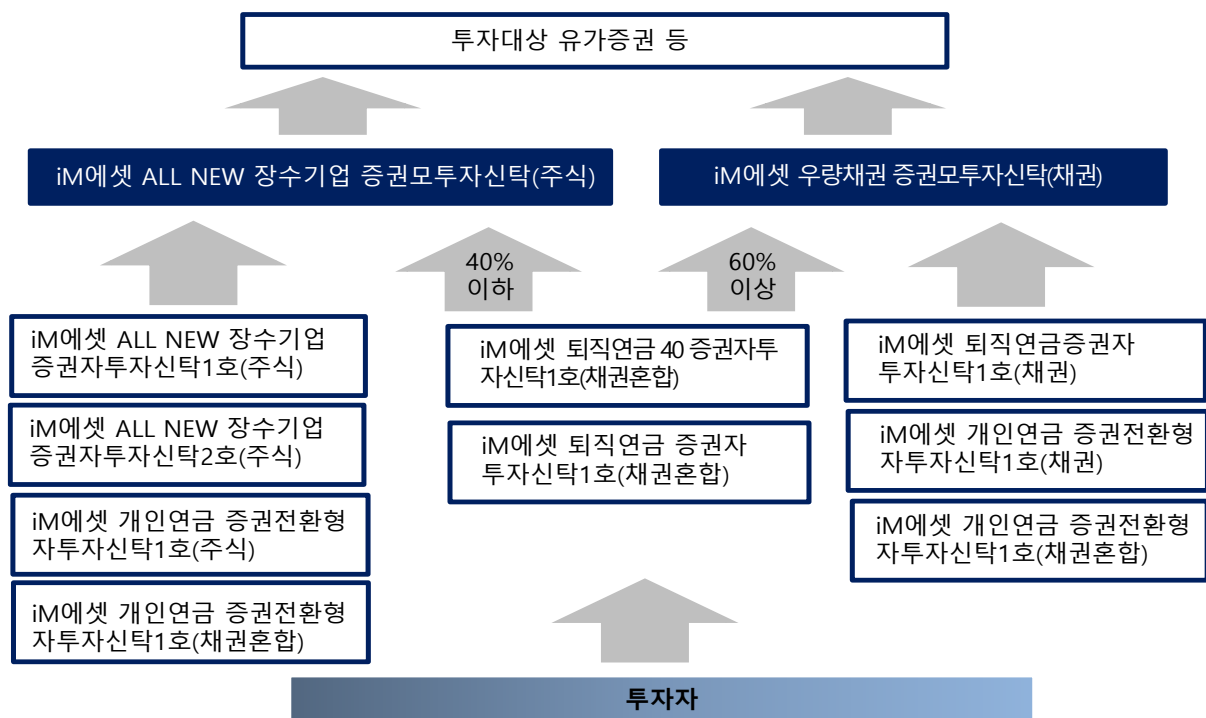 투자대상 유가증권 등
iM에셋 ALL NEW 장수기업 증권모투자신탁(주식)
iM에셋 우량채권 증권모투자신탁(채권)
40%
이하
60%
이상
iM에셋 ALL NEW 장수기업
증권자투자신탁1호(주식)
iM에셋 ALL NEW 장수기업
증권자투자신탁2호(주식)
iM에셋 개인연금 증권전환형
자투자신탁1호(주식)
iM에셋 개인연금 증권전환형
자투자신탁1호(채권혼합)
iM에셋 퇴직연금 40 증권자투
자신탁1호(채권혼합)
iM에셋 퇴직연금 증권자
투자신탁1호(채권혼합)
iM에셋 퇴직연금증권자
투자신탁1호(채권)
iM에셋 개인연금 증권전환형
자투자신탁1호(채권)
iM에셋 개인연금 증권전환형
자투자신탁1호(채권혼합)
투자자